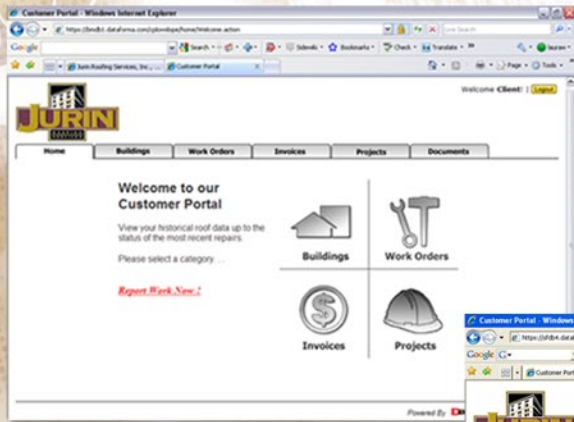 Customer Portal - Windows Internet Explorer
Live Search
Google
Search
Bookmarks
Check
Translate
Jurin Roofing Services, Inc.,...
Customer Portal
Page
Tools
Welcome Client! | Logout
JURIN
Home
Buildings
Work Orders
Invoices
Projects
Documents
Welcome to our
Customer Portal
View your historical roof data up to the
status of the most recent repairs.
Please select a category. . .
Report Work Now !
Buildings
Work Orders
Invoices
Projects
Powered By
Customer Portal - Windows
Google
Customer Port